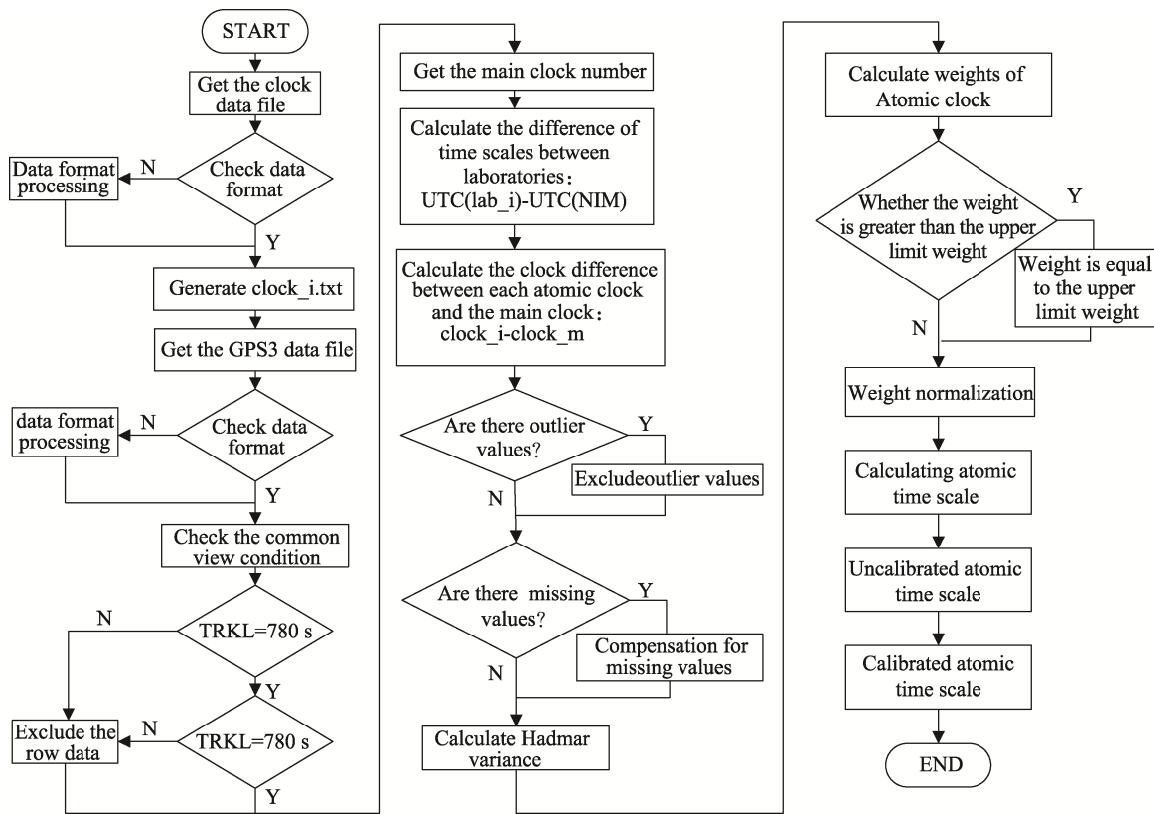 START
Get the clock
data file
Check data
format
N
Data format
processing
Y
Generate clock_i.txt
Get the GPS3 data file
Check data
format
N
data format
processing
Y
Check the common
view condition
TRKL=780 s
N
Y
TRKL=780 s
N
Exclude the
row data
Y
Get the main clock number
Calculate the difference of
time scales between
laboratories:
UTC(lab_i)-UTC(NIM)
Calculate the clock difference
between each atomic clock
and the main clock:
clock_i-clock_m
Are there outlier
values?
Y
Excludeoutlier values
N
Are there missing
values?
Y
Compensation for
missing values
N
Calculate Hadmar
variance
Calculate weights of
Atomic clock
Whether the weight
is greater than the upper
limit weight
Y
Weight is equal
to the upper
limit weight
N
Weight normalization
Calculating atomic
time scale
Uncalibrated atomic
time scale
Calibrated atomic
time scale
END